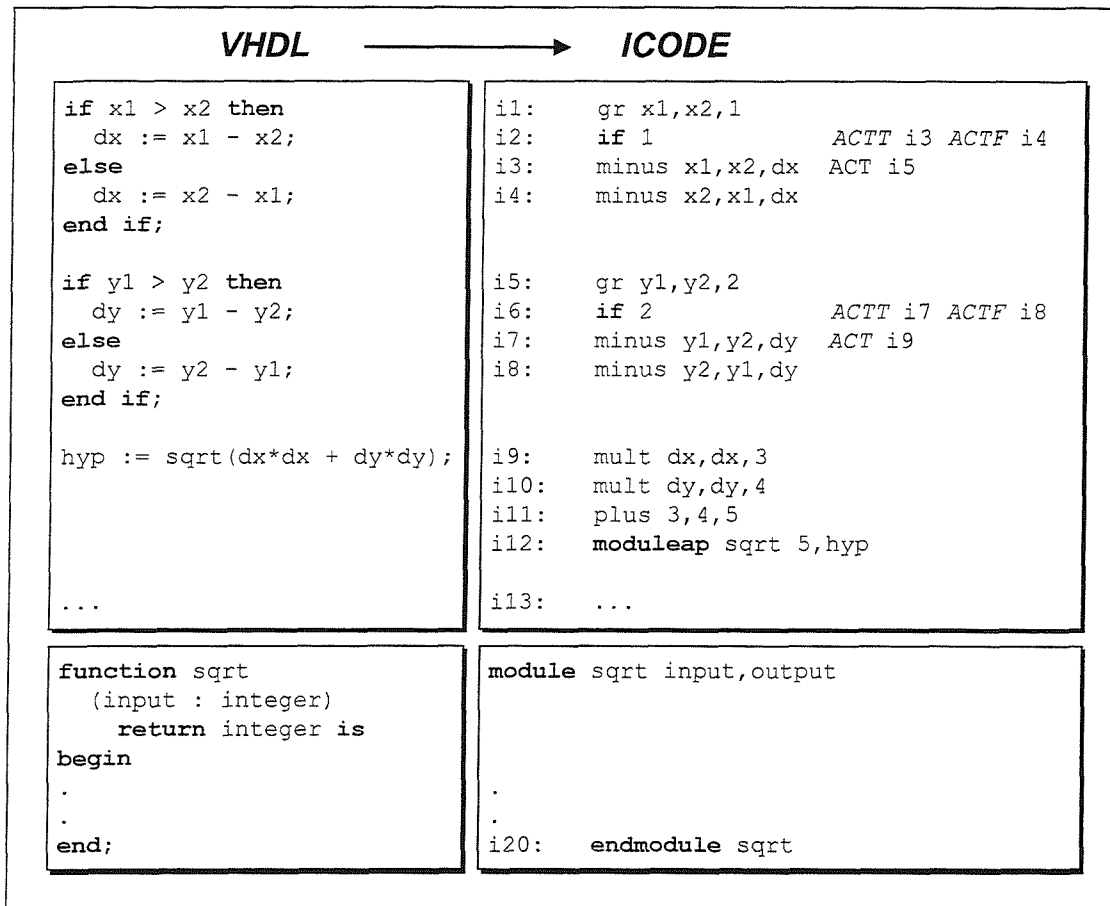 VHDL ICODE
if x1 > x2 then
dx := x1 - x2;
else
dx := x2 - x1;
end if;
if y1 > y2 then
dy := y1 - y2;
else
dy := y2 - y1;
end if;
hyp := sqrt(dx*dx + dy*dy);
...
i1: gr x1,x2,1
i2: if 1 ACTT i3 ACTF i4
i3: minus x1,x2,dx ACT i5
i4: minus x2,x1,dx
i5: gr y1,y2,2
i6: if 2 ACTT i7 ACTF i8
i7: minus y1,y2,dy ACT i9
i8: minus y2,y1,dy
i9: mult dx,dx,3
i10: mult dy,dy,4
i11: plus 3,4,5
i12: moduleap sqrt 5,hyp
i13: ...
function sqrt
(input : integer)
return integer is
begin
.
.
end;
module sqrt input,output
.
.
i20: endmodule sqrt